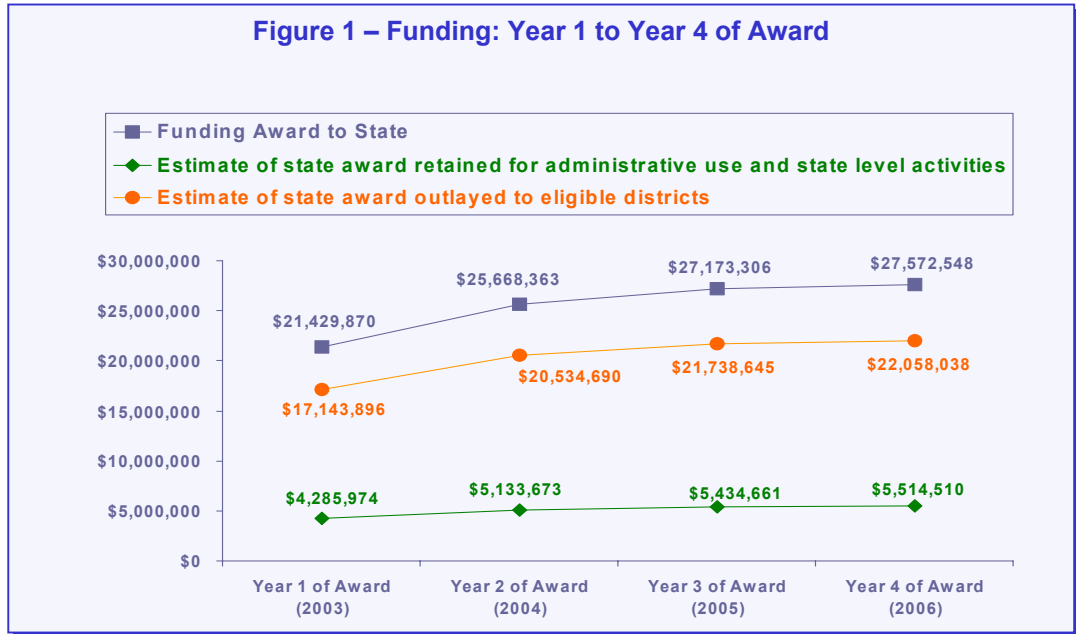 Figure 1 – Funding: Year 1 to Year 4 of Award
Funding Award to State
Estimate of state award retained for administrative use and state level activities
Estimate of state award outlayed to eligible districts
$30,000,000
$25,000,000
$20,000,000
$15,000,000
$10,000,000
$5,000,000
$0
$21,429,870
$25,668,363
$27,173,306
$27,572,548
$17,143,896
$20,534,690
$21,738,645
$22,058,038
$4,285,974
$5,133,673
$5,434,661
$5,514,510
Year 1 of Award
(2003)
Year 2 of Award
(2004)
Year 3 of Award
(2005)
Year 4 of Award
(2006)